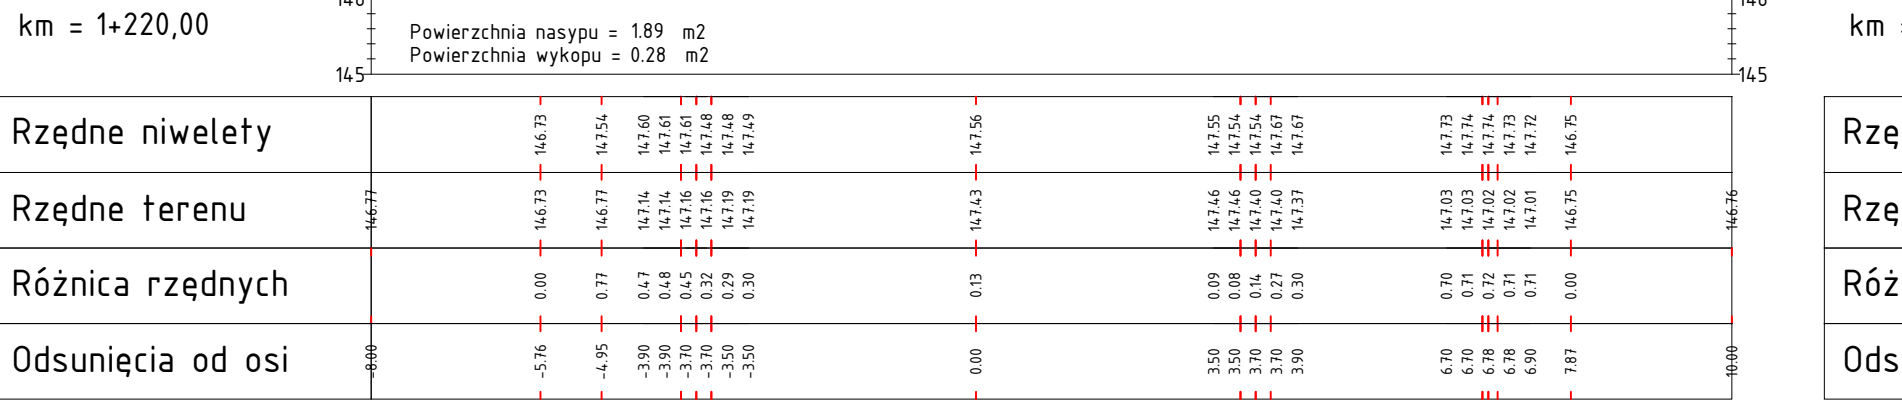 146 146
km = 1+220,00 km =
Powierzchnia nasypu = 1.89 m2
Powierzchnia wykopu = 0.28 m2
145 145
Rzędne niwelety 146.73 147.54 147.60 147.61 147.61 147.48 147.48 147.49 147.56 147.55 147.54 147.54 147.67 147.67 147.73 147.74 147.74 147.73 147.72 146.75 Rzę
Rzędne terenu 146.77 146.73 146.77 147.14 147.14 147.16 147.16 147.19 147.19 147.43 147.46 147.46 147.40 147.40 147.37 147.03 147.03 147.02 147.02 147.01 146.75 146.76 Rzę
Różnica rzędnych 0.00 0.77 0.47 0.48 0.45 0.32 0.29 0.30 0.13 0.09 0.08 0.14 0.27 0.30 0.70 0.71 0.72 0.71 0.71 0.00 Róż
Odsunięcia od osi -8.00 -5.76 -4.95 -3.90 -3.90 -3.70 -3.70 -3.50 -3.50 0.00 3.50 3.50 3.70 3.70 3.90 6.70 6.70 6.78 6.78 6.90 7.87 10.00 Ods